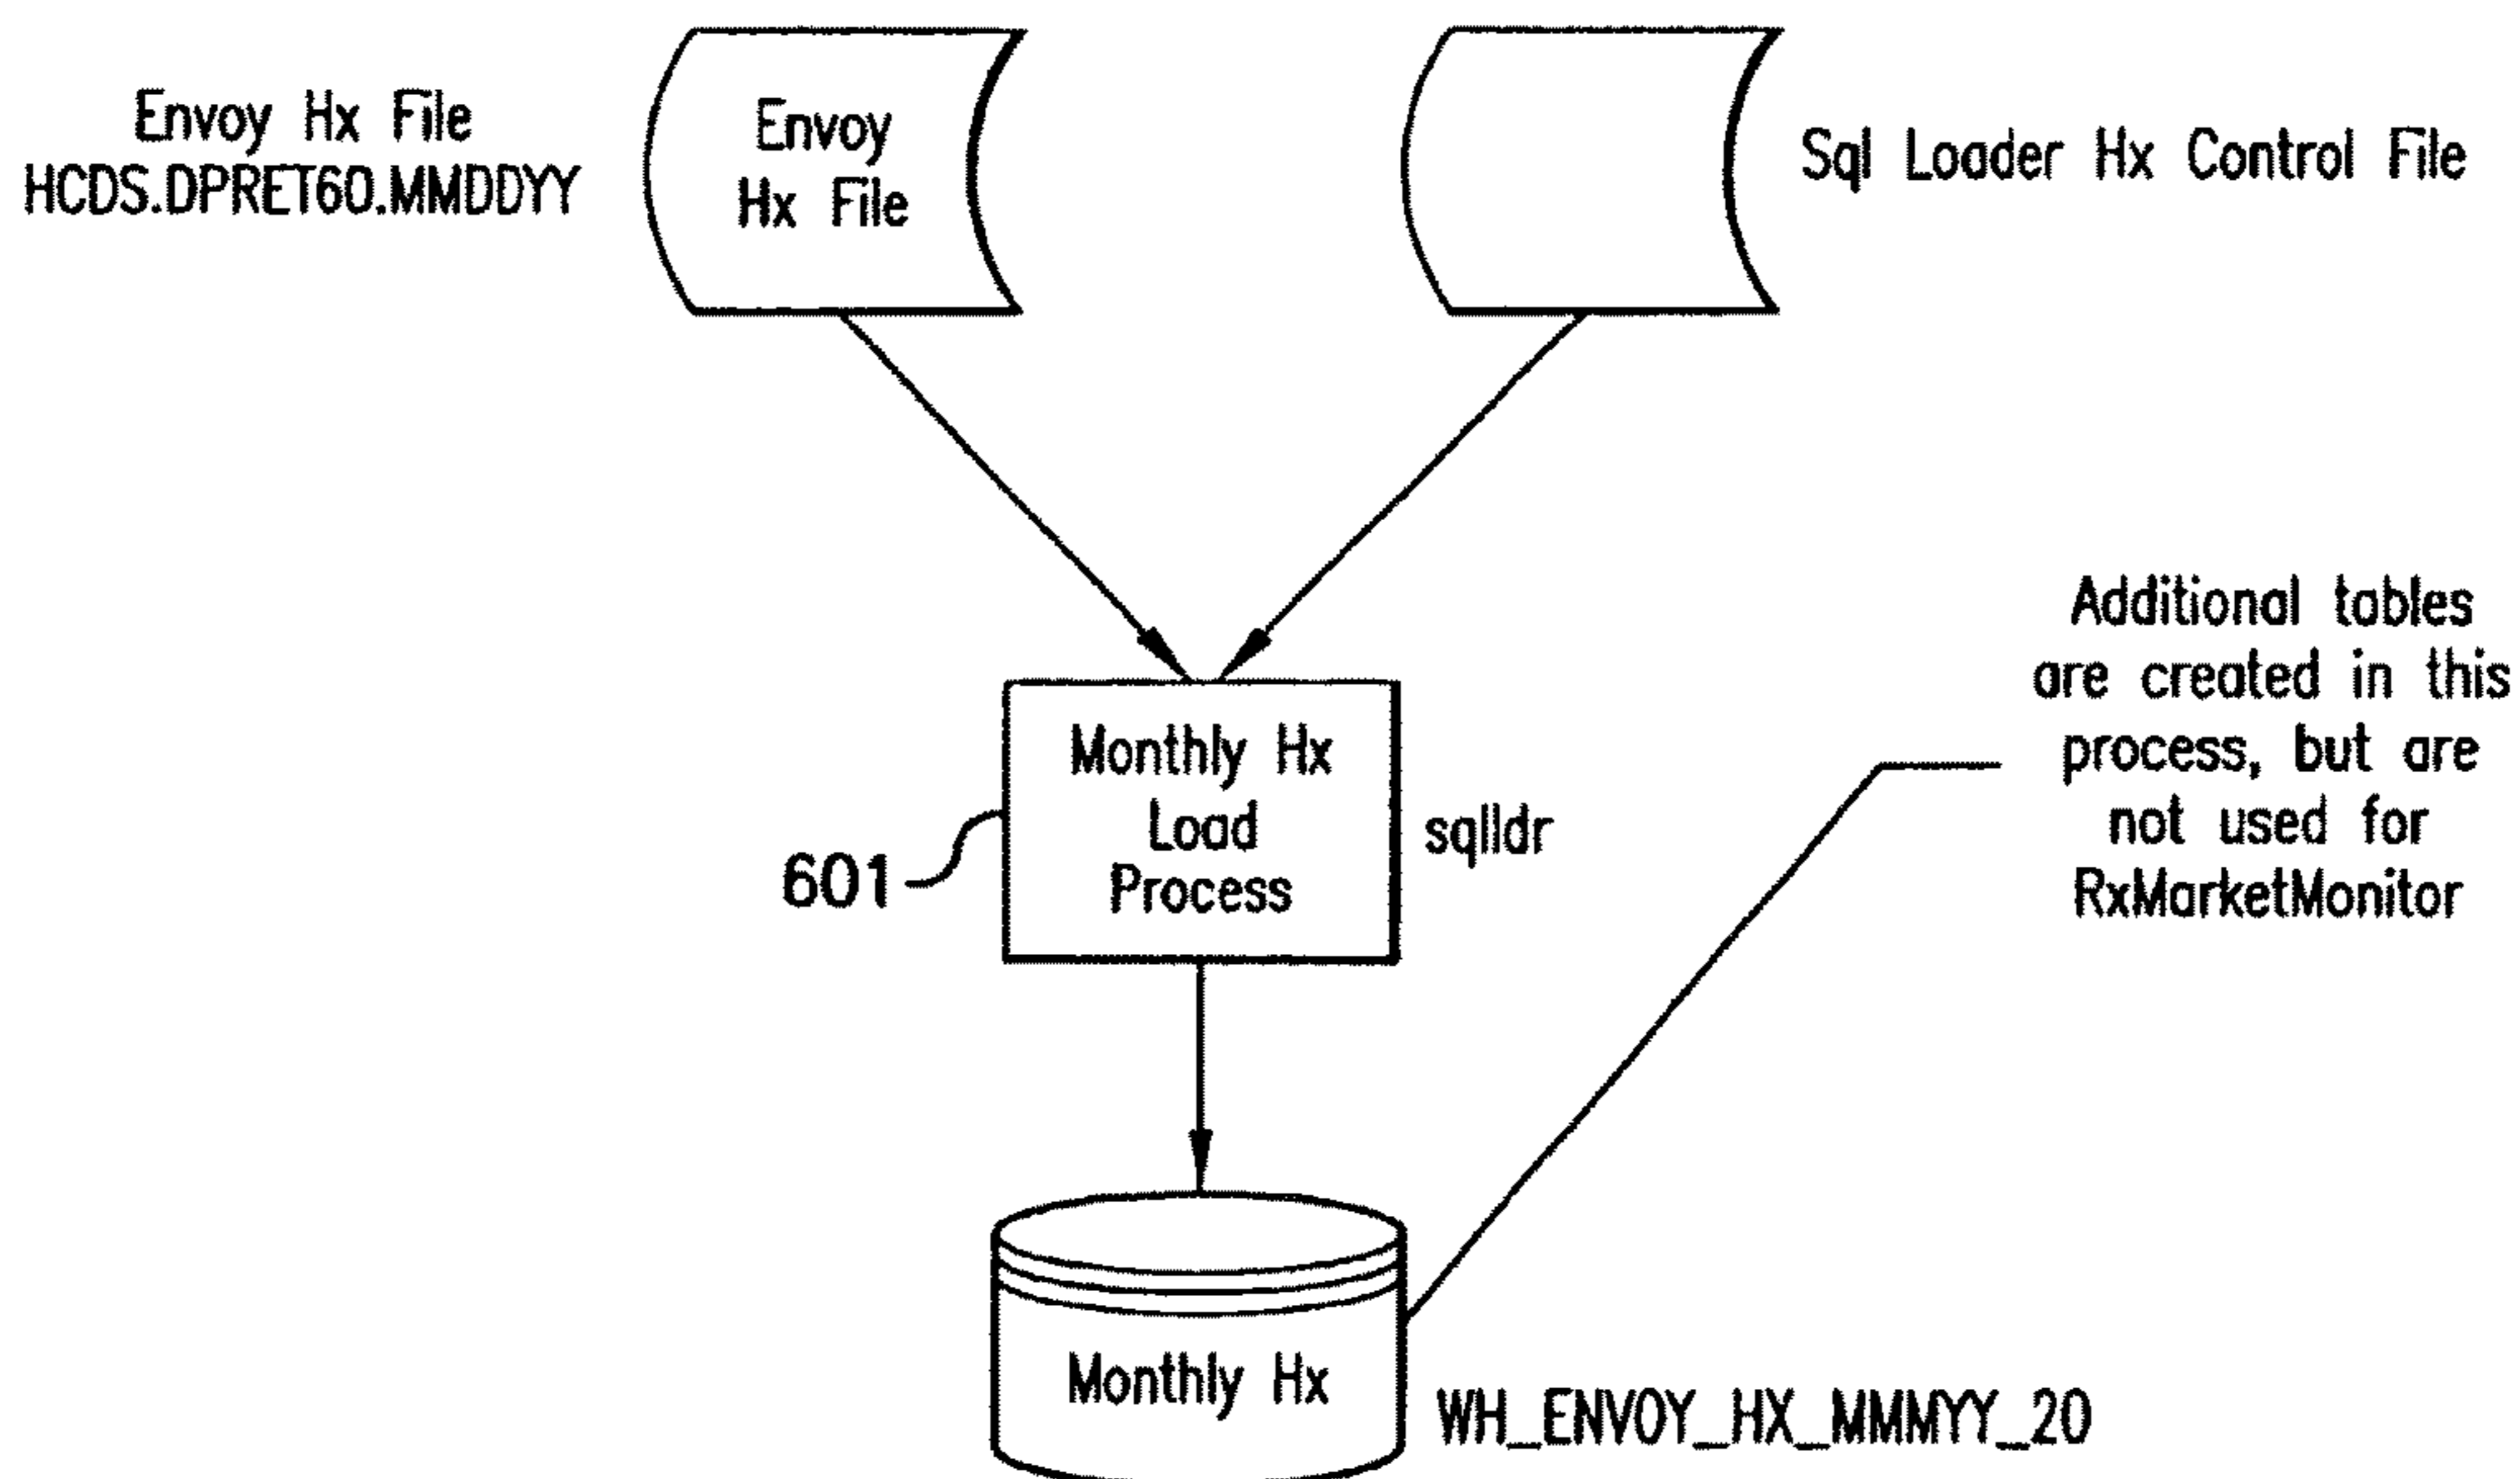 Envoy Hx File
HCDS.DPRET60.MMDDYY
Envoy
Hx File
Sql Loader Hx Control File
Monthly Hx
Load
Process
601
sqlldr
Additional tables
are created in this
process, but are
not used for
RxMarketMonitor
Monthly Hx
WH_ENVOY_HX_MMMYY_20